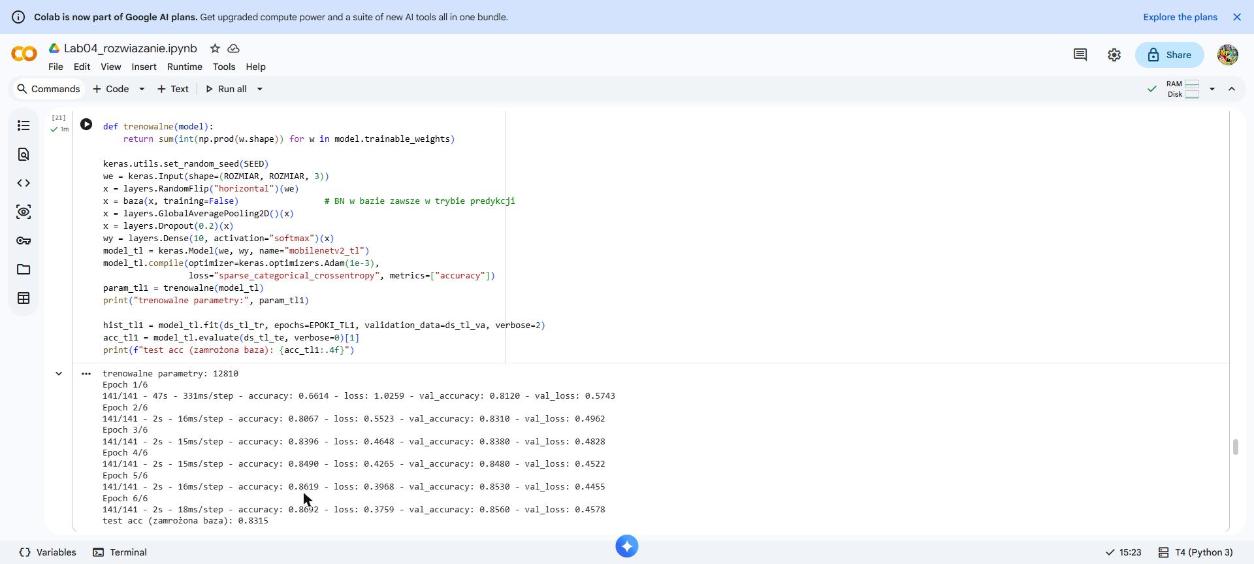 Colab is now part of Google AI plans. Get upgraded compute power and a suite of new AI tools all in one bundle. Explore the plans
Lab04_rozwiazanie.ipynb
File Edit View Insert Runtime Tools Help
Share
Commands + Code + Text Run all
RAM
Disk
[21]
1m
def trenowalne(model):
    return sum(int(np.prod(w.shape)) for w in model.trainable_weights)
keras.utils.set_random_seed(SEED)
we = keras.Input(shape=(ROZMIAR, ROZMIAR, 3))
x = layers.RandomFlip("horizontal")(we)
x = baza(x, training=False)                # BN w bazie zawsze w trybie predykcji
x = layers.GlobalAveragePooling2D()(x)
x = layers.Dropout(0.2)(x)
wy = layers.Dense(10, activation="softmax")(x)
model_tl = keras.Model(we, wy, name="mobilenetv2_tl")
model_tl.compile(optimizer=keras.optimizers.Adam(1e-3),
                 loss="sparse_categorical_crossentropy", metrics=["accuracy"])
param_tl1 = trenowalne(model_tl)
print("trenowalne parametry:", param_tl1)
hist_tl1 = model_tl.fit(ds_tl_tr, epochs=EPOKI_TL1, validation_data=ds_tl_va, verbose=2)
acc_tl1 = model_tl.evaluate(ds_tl_te, verbose=0)[1]
print(f"test acc (zamrożona baza): {acc_tl1:.4f}")
trenowalne parametry: 12810
Epoch 1/6
141/141 - 47s - 331ms/step - accuracy: 0.6614 - loss: 1.0259 - val_accuracy: 0.8120 - val_loss: 0.5743
Epoch 2/6
141/141 - 2s - 16ms/step - accuracy: 0.8067 - loss: 0.5523 - val_accuracy: 0.8310 - val_loss: 0.4962
Epoch 3/6
141/141 - 2s - 15ms/step - accuracy: 0.8396 - loss: 0.4648 - val_accuracy: 0.8380 - val_loss: 0.4828
Epoch 4/6
141/141 - 2s - 15ms/step - accuracy: 0.8490 - loss: 0.4265 - val_accuracy: 0.8480 - val_loss: 0.4522
Epoch 5/6
141/141 - 2s - 16ms/step - accuracy: 0.8619 - loss: 0.3968 - val_accuracy: 0.8530 - val_loss: 0.4455
Epoch 6/6
141/141 - 2s - 18ms/step - accuracy: 0.8692 - loss: 0.3759 - val_accuracy: 0.8560 - val_loss: 0.4578
test acc (zamrożona baza): 0.8315
Variables Terminal 15:23 T4 (Python 3)